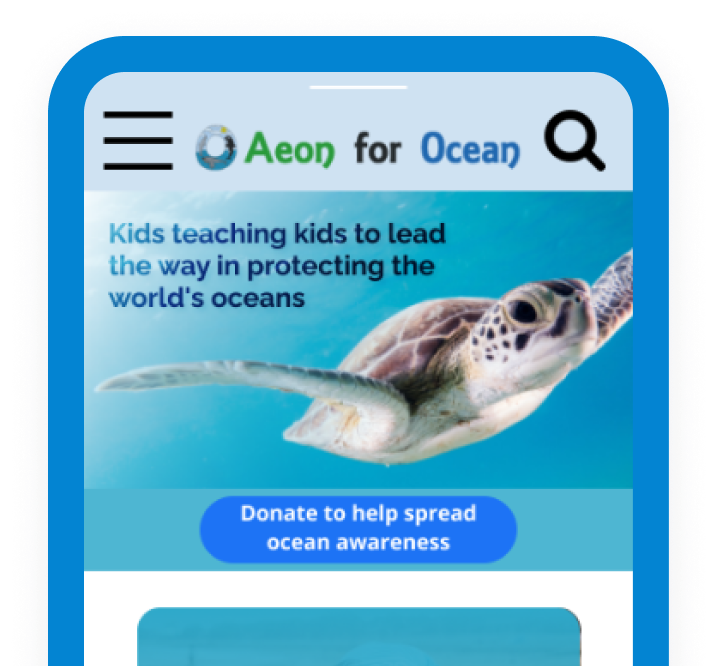 Aeon for Ocean
Kids teaching kids to lead
the way in protecting the
world's oceans
Donate to help spread
ocean awareness